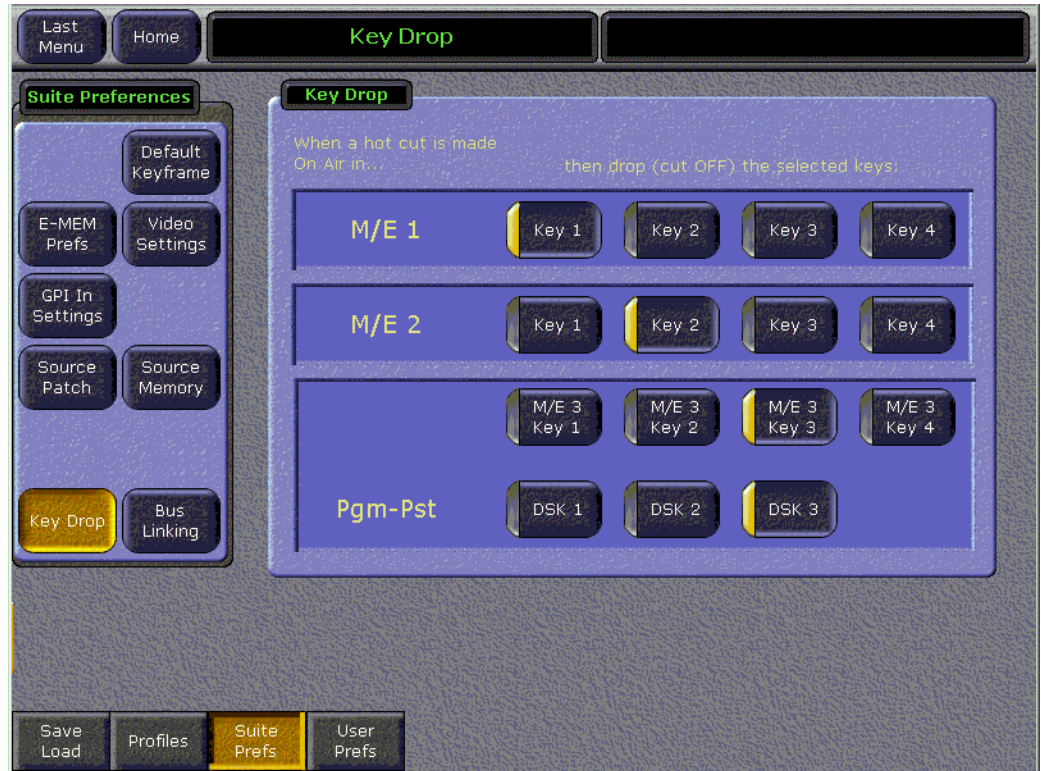 Last
Menu
Home
Key Drop
Suite Preferences
Default
Keyframe
E-MEM
Prefs
Video
Settings
GPI In
Settings
Source
Patch
Source
Memory
Key Drop
Bus
Linking
Key Drop
When a hot cut is made
On Air in...
then drop (cut OFF) the selected keys:
M/E 1
Key 1
Key 2
Key 3
Key 4
M/E 2
Key 1
Key 2
Key 3
Key 4
M/E 3
Key 1
M/E 3
Key 2
M/E 3
Key 3
M/E 3
Key 4
Pgm-Pst
DSK 1
DSK 2
DSK 3
Save
Load
Profiles
Suite
Prefs
User
Prefs